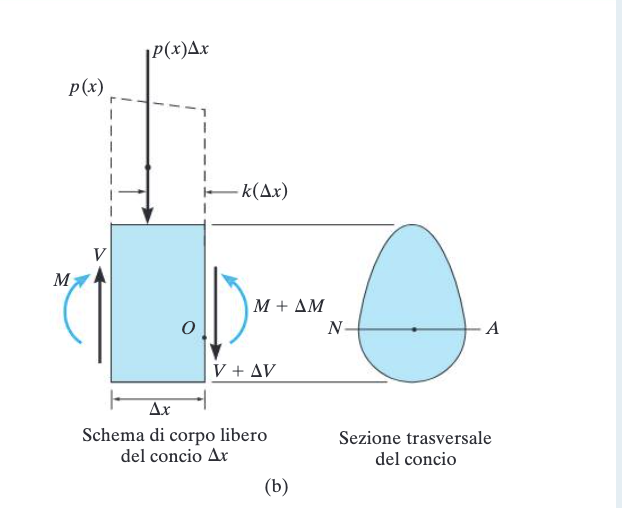 p(x)Δx
p(x)
k(Δx)
V
M
M + ΔM
O
N
A
V + ΔV
Δx
Schema di corpo libero
del concio Δx
Sezione trasversale
del concio
(b)